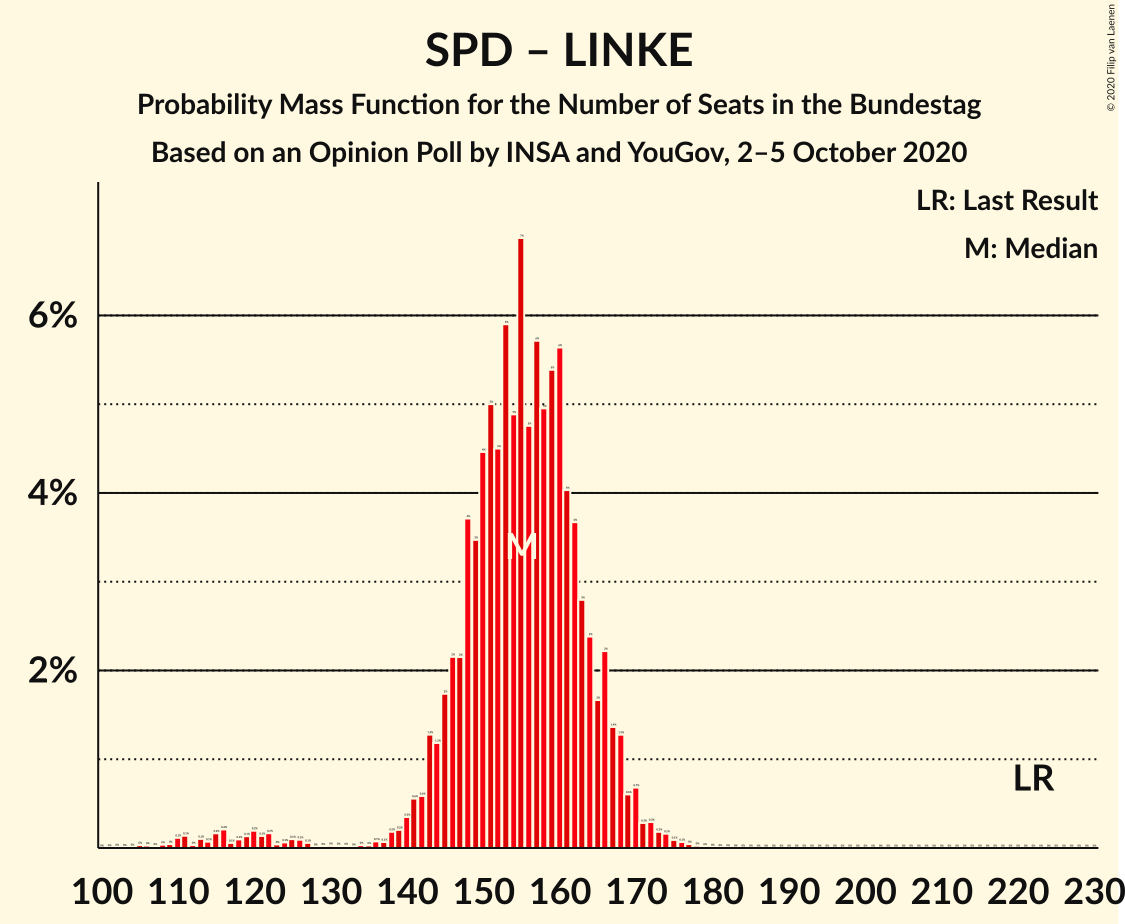 SPD – LINKE
Probability Mass Function for the Number of Seats in the Bundestag
Based on an Opinion Poll by INSA and YouGov, 2–5 October 2020
© 2020 Filip van Laenen
LR: Last Result
M: Median
6%
4%
2%
M
LR
100 110 120 130 140 150 160 170 180 190 200 210 220 230